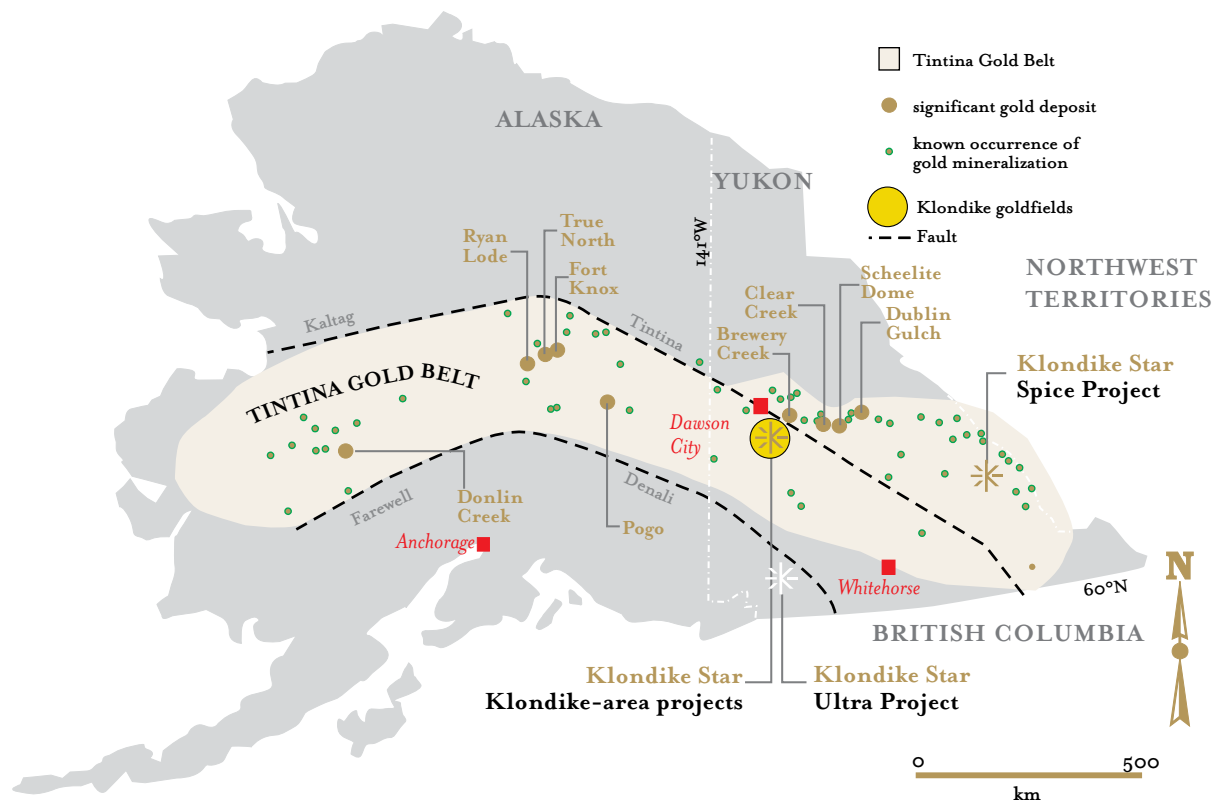 Tintina Gold Belt
significant gold deposit
known occurrence of
gold mineralization
Klondike goldfields
Fault
ALASKA
YUKON
NORTHWEST
TERRITORIES
141°W
True
North
Ryan
Lode
Fort
Knox
Scheelite
Dome
Clear
Creek
Dublin
Gulch
Brewery
Creek
Kaltag
Tintina
Klondike Star
Spice Project
TINTINA GOLD BELT
Dawson
City
Denali
Farewell
Donlin
Creek
Pogo
Anchorage
Whitehorse
60°N
N
BRITISH COLUMBIA
Klondike Star
Klondike-area projects
Klondike Star
Ultra Project
0 500
km